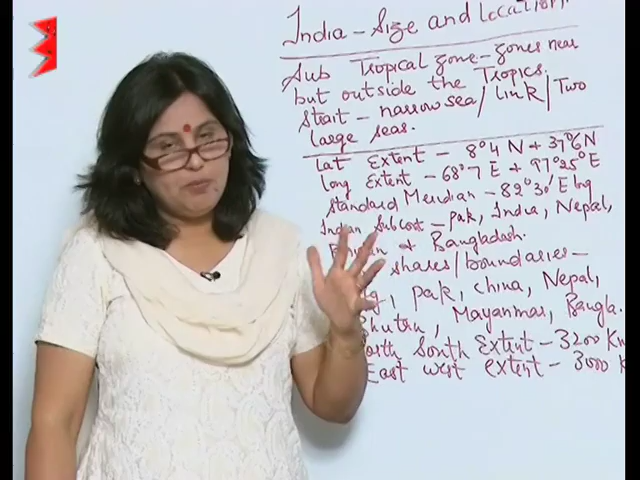 India - Size and Location
Sub Tropical zone - zones near
but outside the Tropics.
Strait - narrow sea/ link/ Two
large seas.
Lat Extent - 8°4 N + 37°6 N
long Extent - 68°7 E + 97°25° E
Standard Meridian - 82°30' E long
Indian Subcont - Pak, India, Nepal,
Bhutan + Bangladash.
shares/boundaries -
Pak, China, Nepal,
Bhutan, Mayanmar, Bangla.
North South Extent - 3200 Km
East west extent - 3000 K